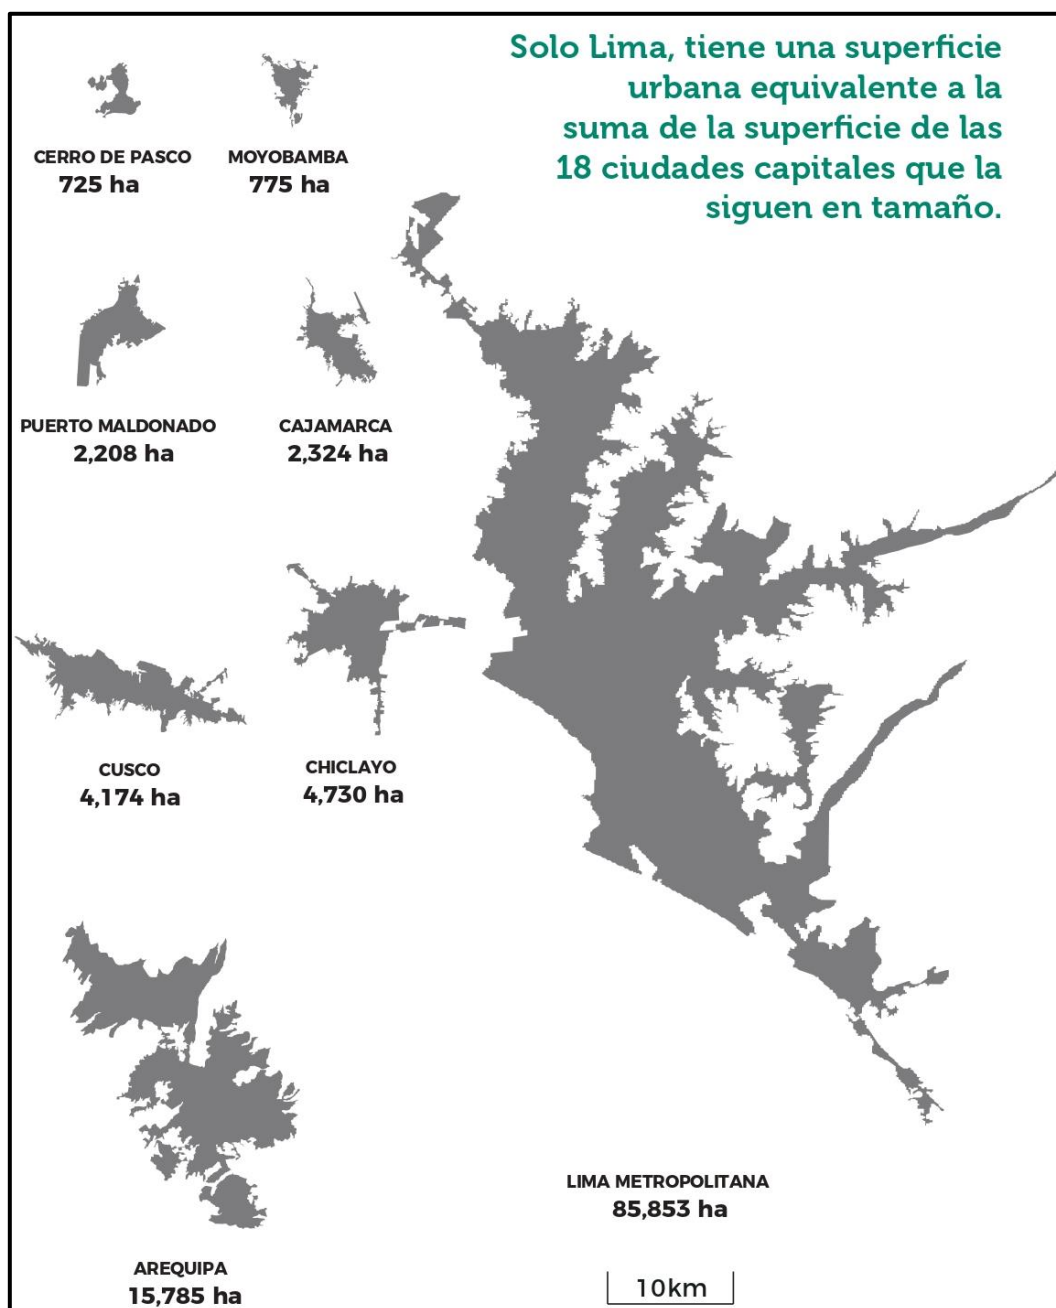 Solo Lima, tiene una superficie
urbana equivalente a la
suma de la superficie de las
18 ciudades capitales que la
siguen en tamaño.
CERRO DE PASCO
725 ha
MOYOBAMBA
775 ha
PUERTO MALDONADO
2,208 ha
CAJAMARCA
2,324 ha
CUSCO
4,174 ha
CHICLAYO
4,730 ha
AREQUIPA
15,785 ha
LIMA METROPOLITANA
85,853 ha
10km